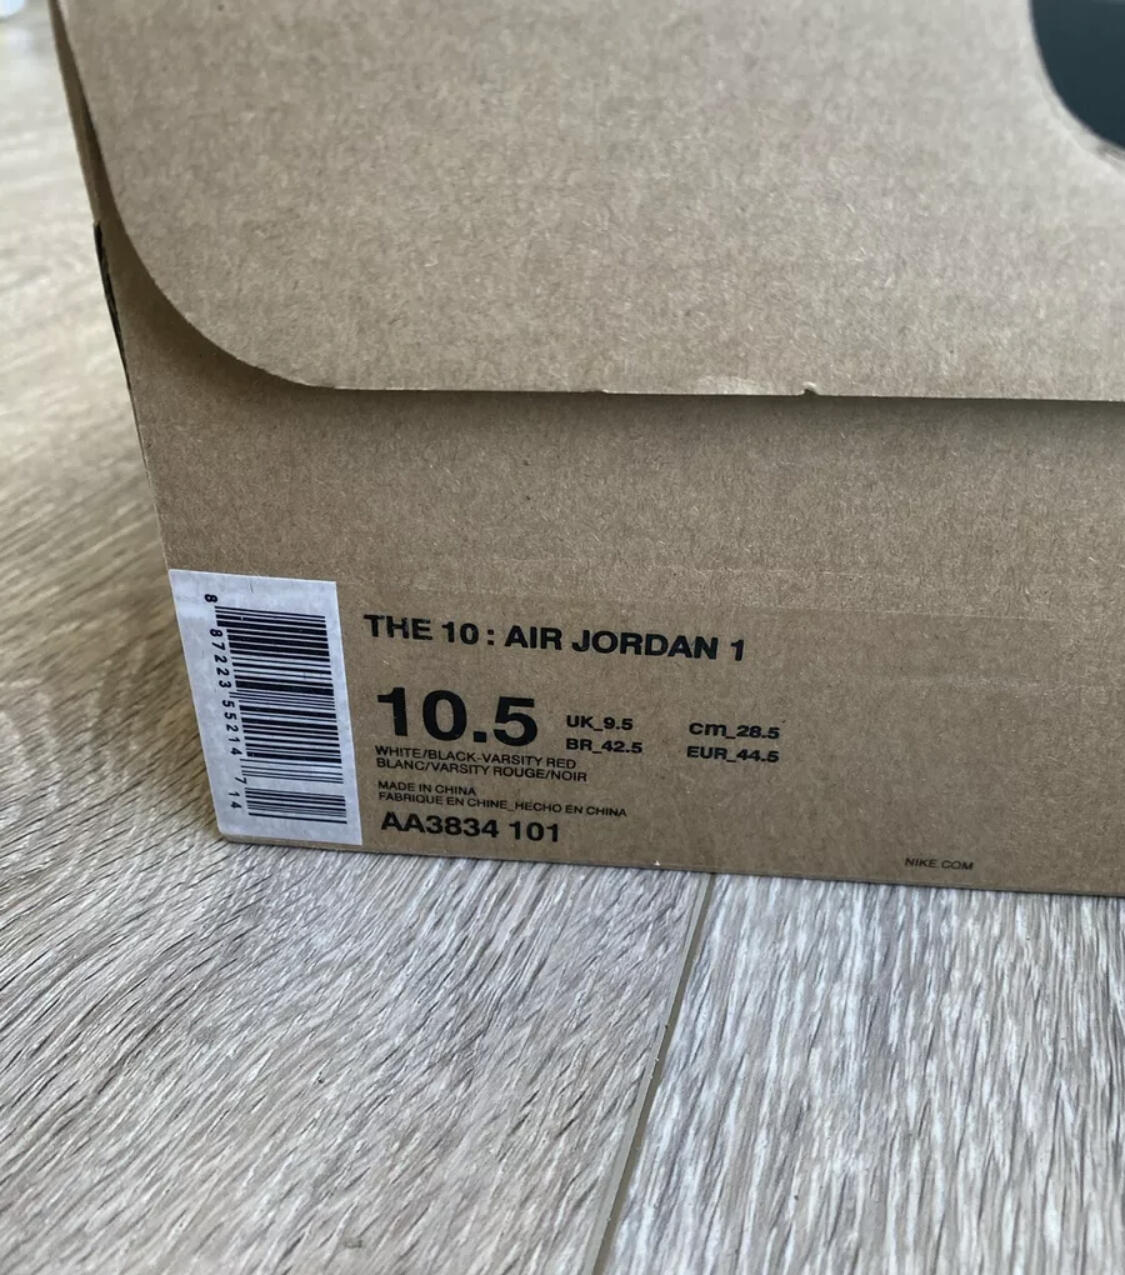 8 87223 55214 714
THE 10 : AIR JORDAN 1
10.5
UK_9.5 cm_28.5
BR_42.5 EUR_44.5
WHITE/BLACK-VARSITY RED
BLANC/VARSITY ROUGE/NOIR
MADE IN CHINA
FABRIQUE EN CHINE_HECHO EN CHINA
AA3834 101
NIKE.COM